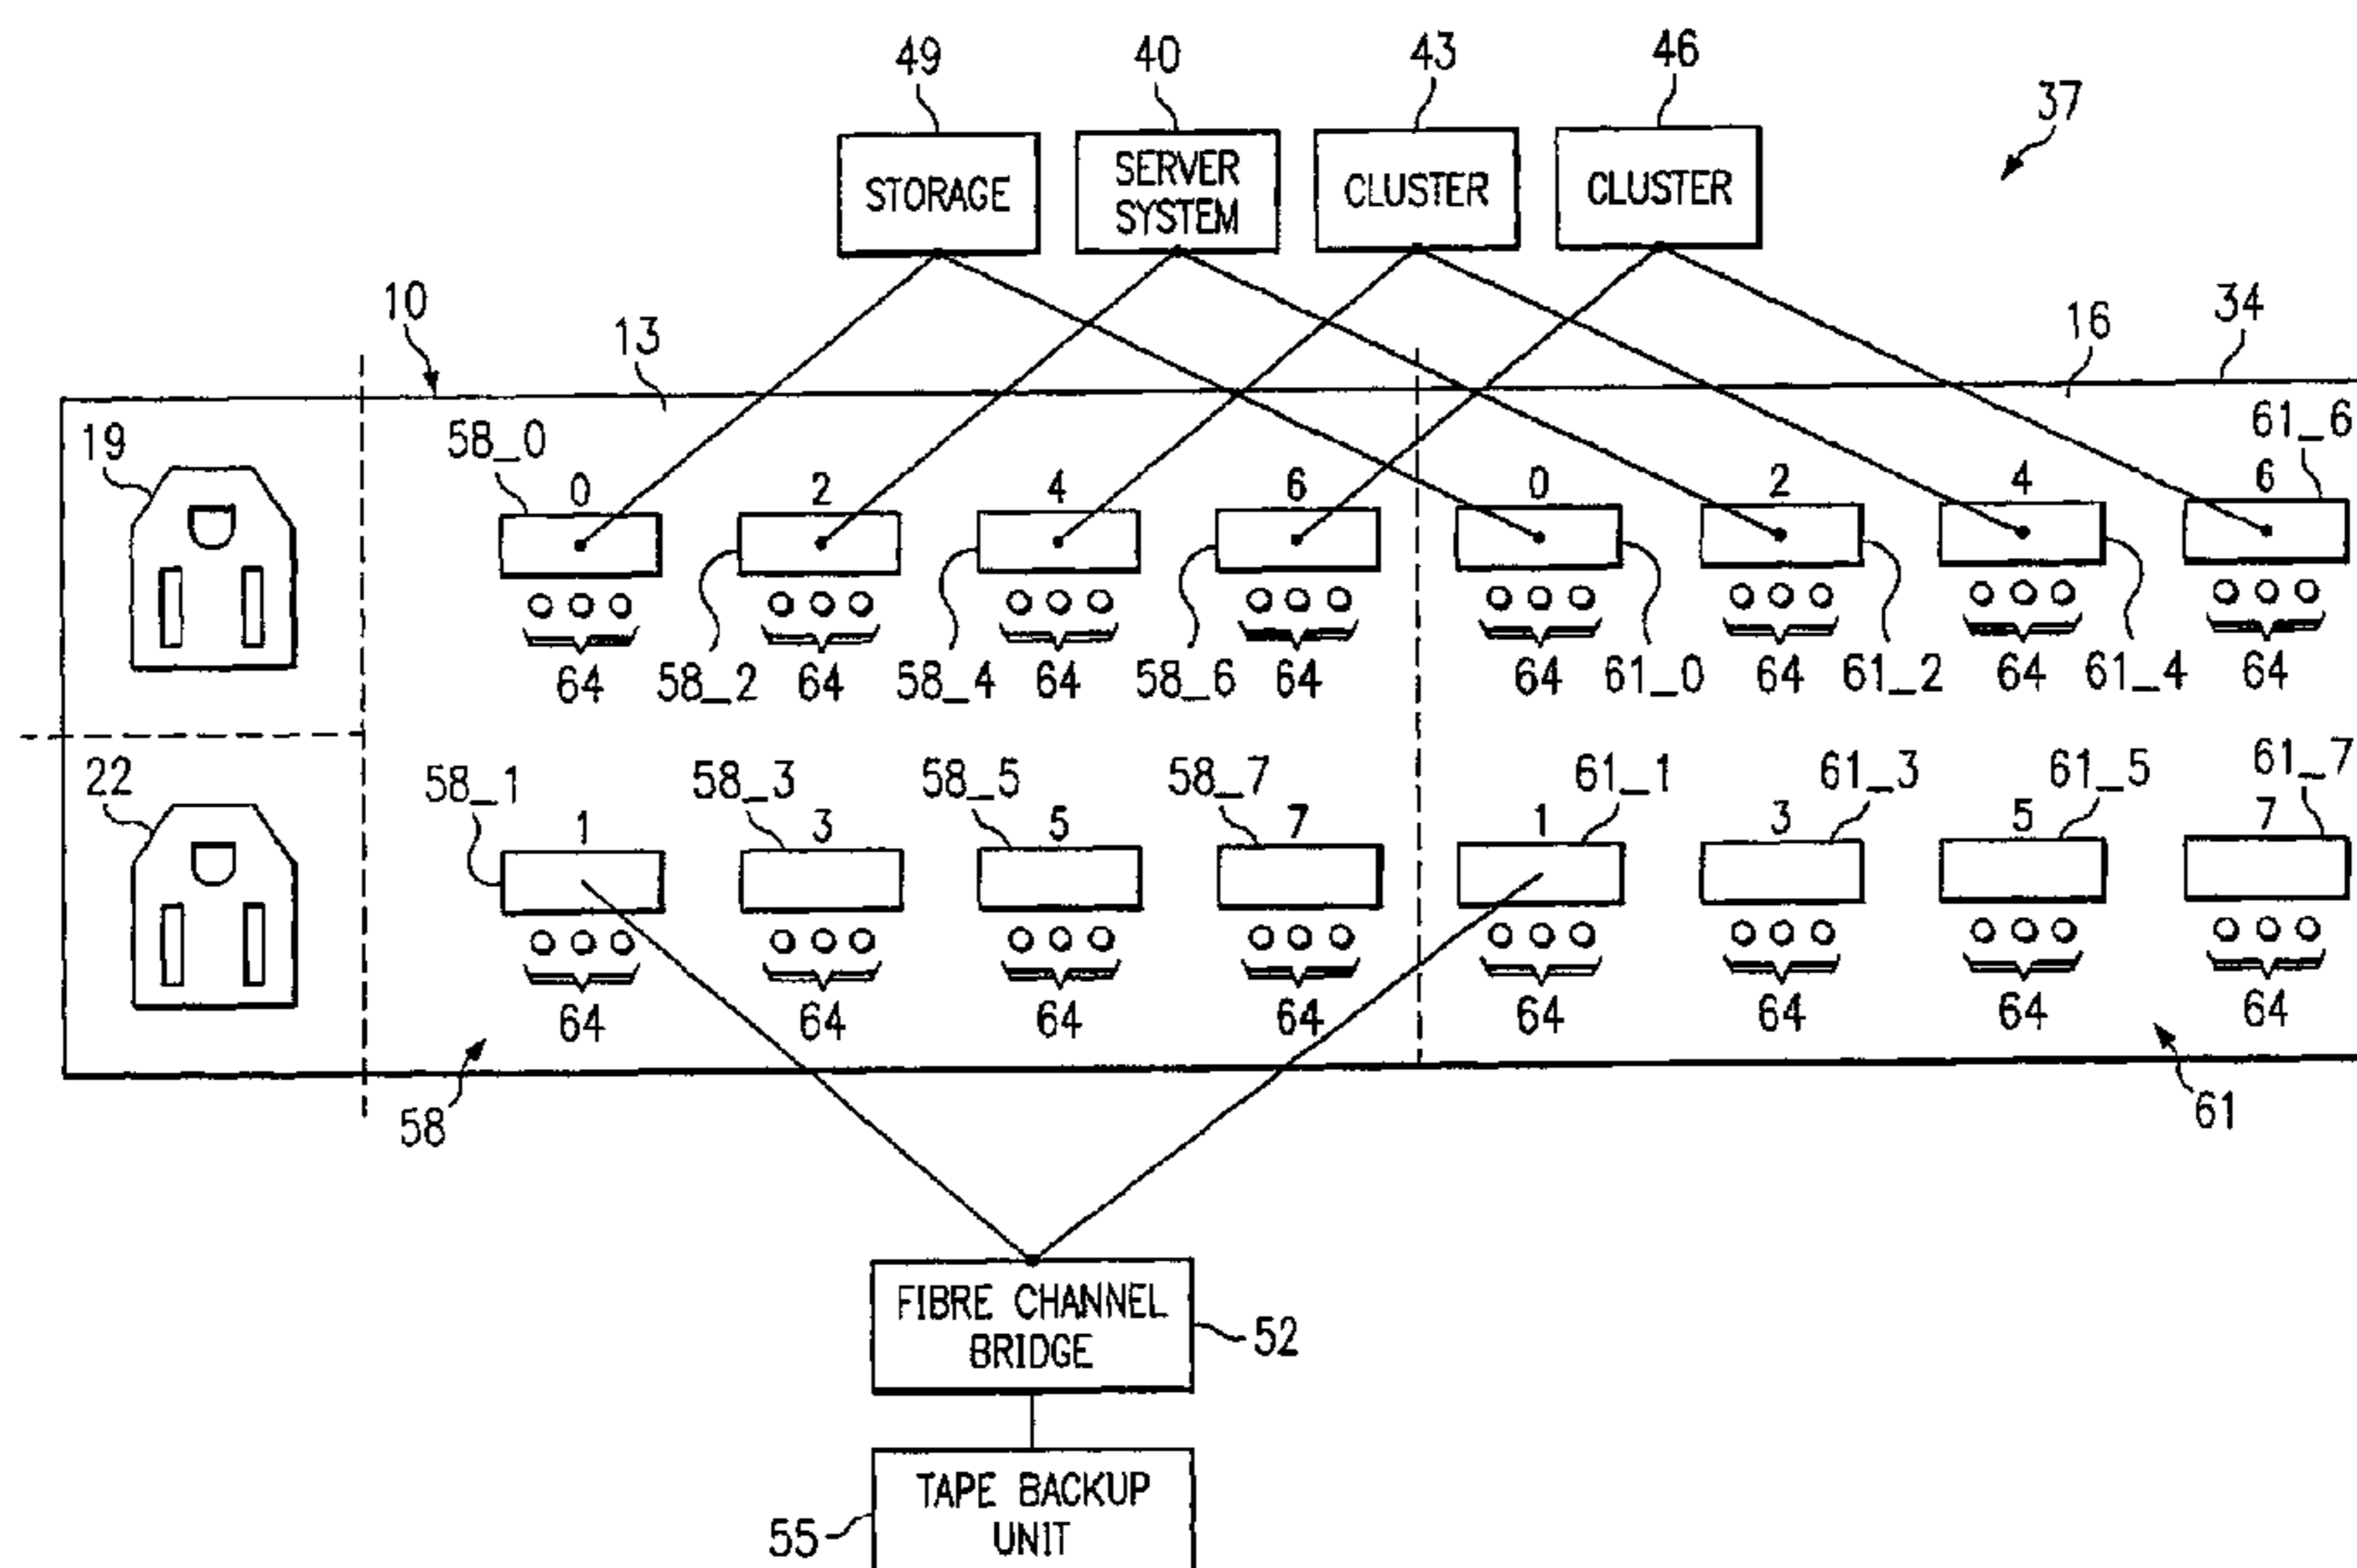 49 40 43 46
37
STORAGE
SERVER
SYSTEM
CLUSTER
CLUSTER
10 13 16 34
19 58_0 61_6
0 2 4 6 0 2 4 6
64 58_2 64 58_4 64 58_6 64 64 61_0 64 61_2 64 61_4 64
22 58_1 58_3 58_5 58_7 61_1 61_3 61_5 61_7
1 3 5 7 1 3 5 7
64 64 64 64 64 64 64 64
58 61
FIBRE CHANNEL
BRIDGE
52
TAPE BACKUP
UNIT
55